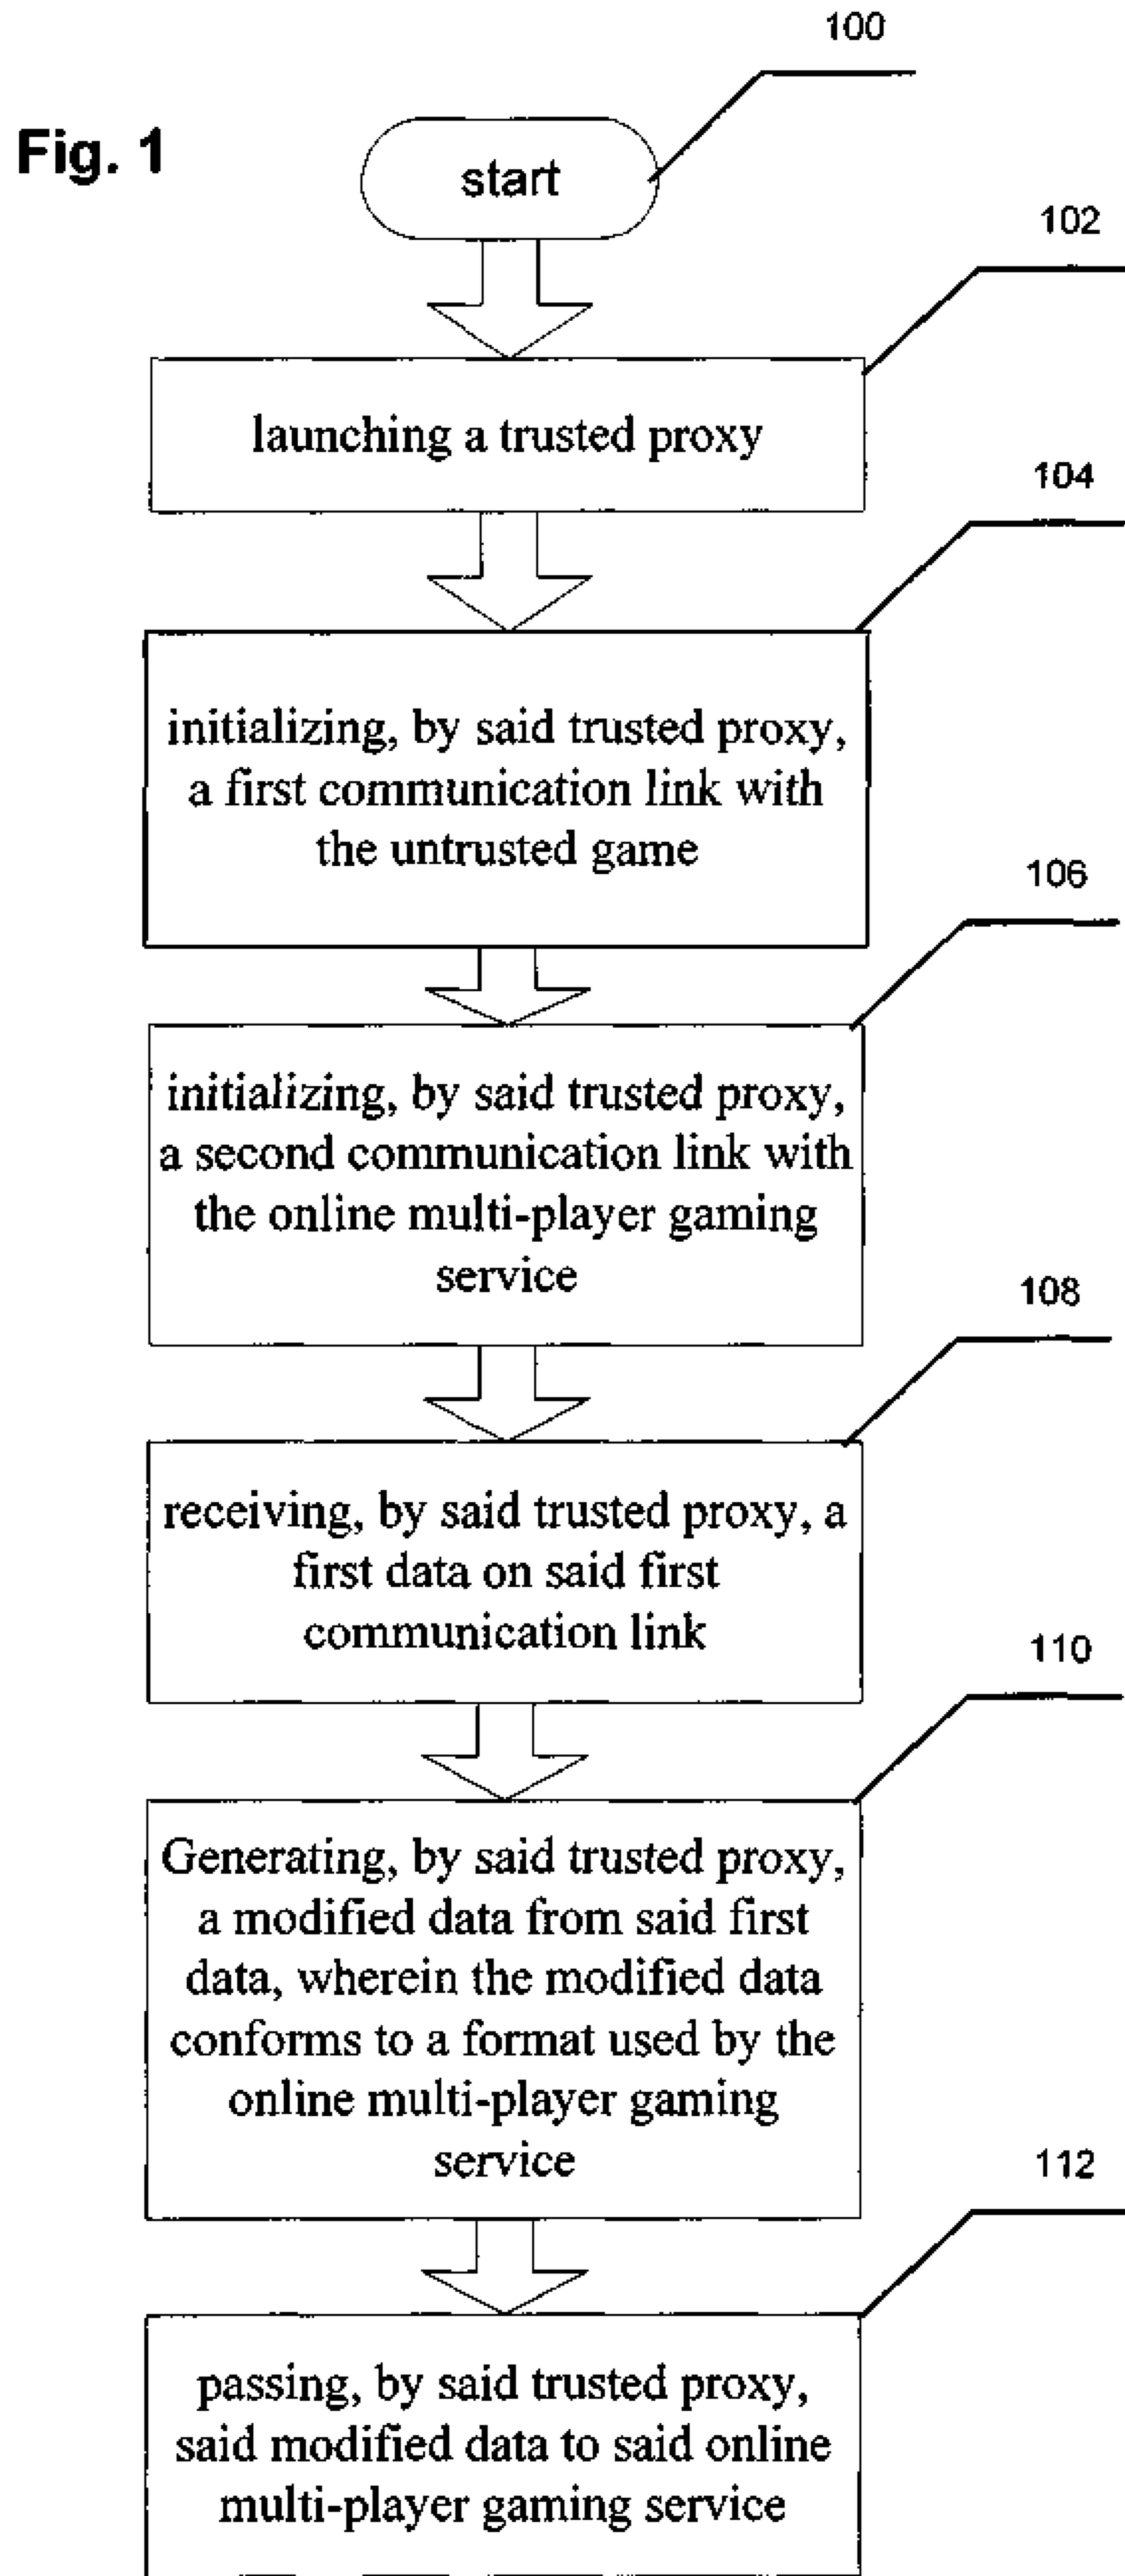 100
Fig. 1
start
102
launching a trusted proxy
104
initializing, by said trusted proxy,
a first communication link with
the untrusted game
106
initializing, by said trusted proxy,
a second communication link with
the online multi-player gaming
service
108
receiving, by said trusted proxy, a
first data on said first
communication link
110
Generating, by said trusted proxy,
a modified data from said first
data, wherein the modified data
conforms to a format used by the
online multi-player gaming
service
112
passing, by said trusted proxy,
said modified data to said online
multi-player gaming service